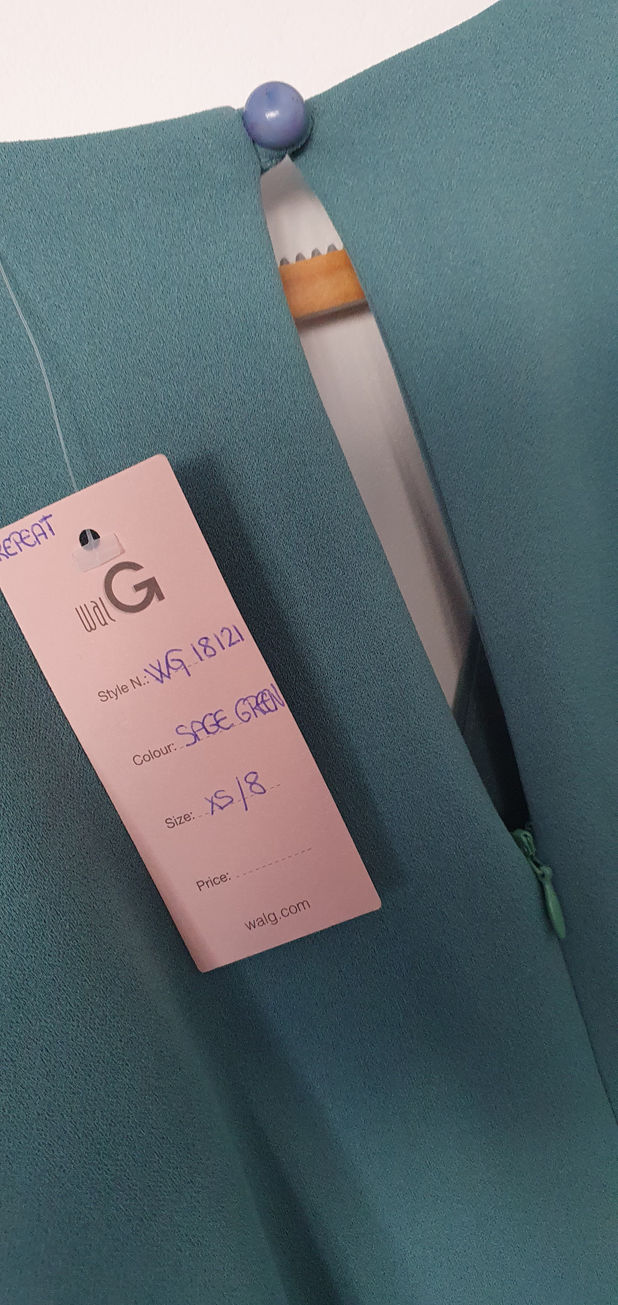 REPEAT
WalG
Style N.: WG 18121
Colour: SAGE GREEN
Size: XS/8
Price:
walg.com